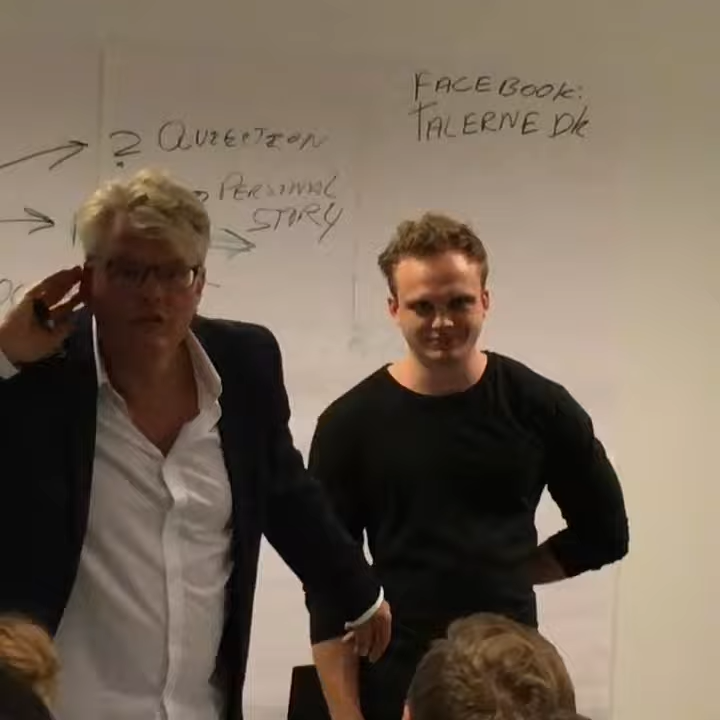 FACEBOOK:
TALERNE DK
? QUESTION
PERSONAL
STORY